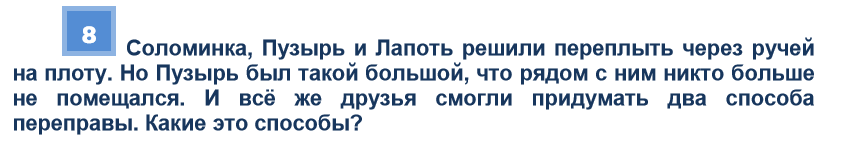 8
Соломинка, Пузырь и Лапоть решили переплыть через ручей
на плоту. Но Пузырь был такой большой, что рядом с ним никто больше
не помещался. И всё же друзья смогли придумать два способа
переправы. Какие это способы?